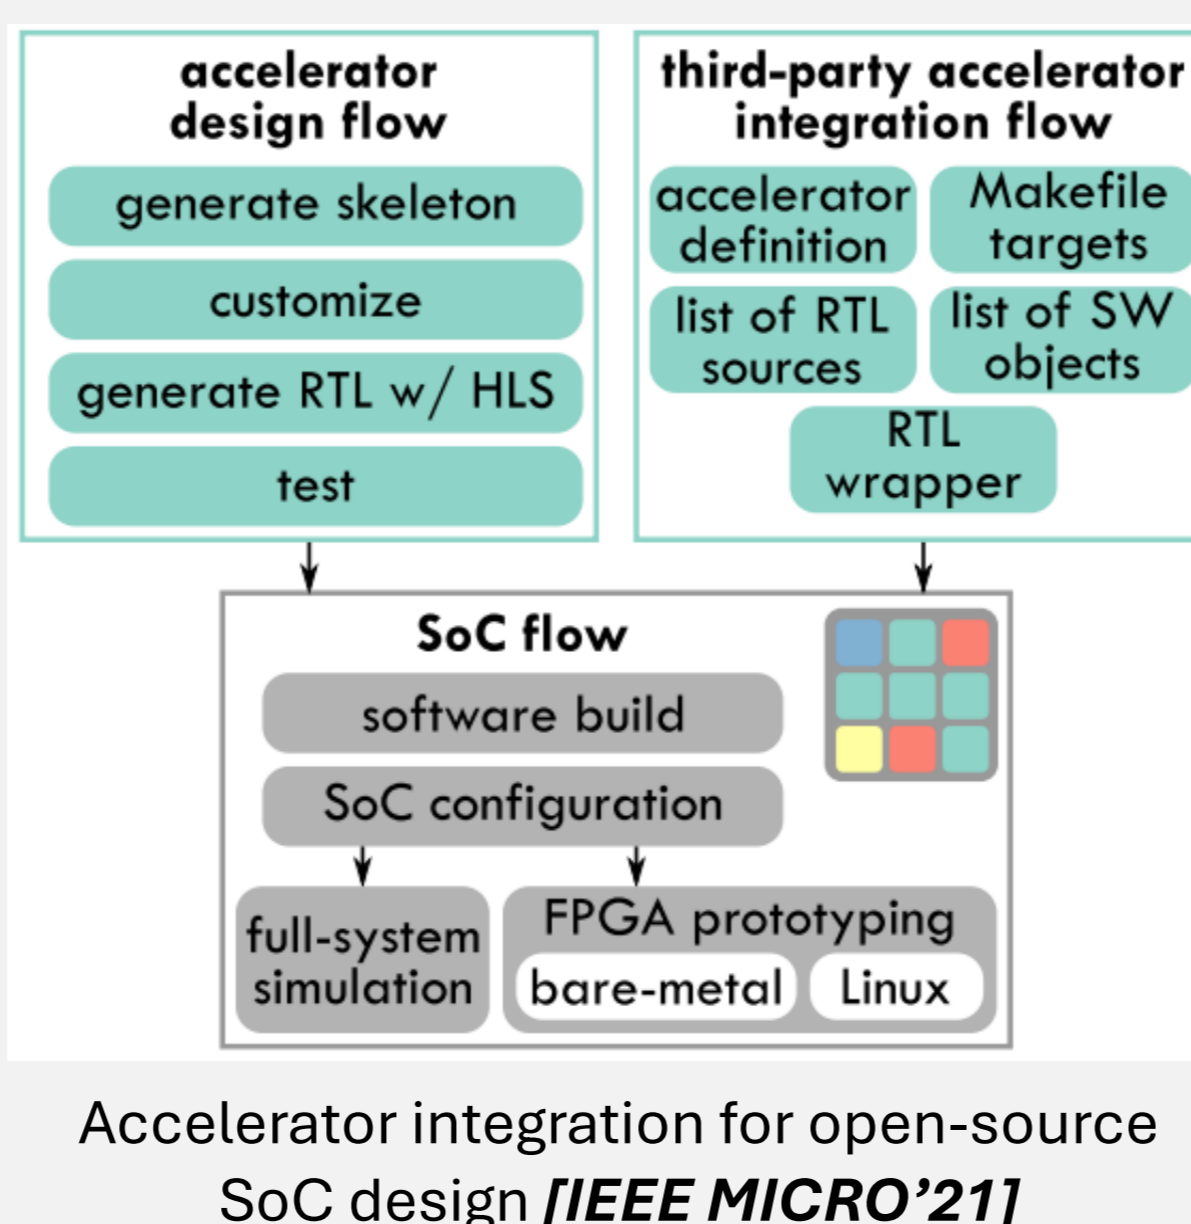 accelerator
design flow
generate skeleton
customize
generate RTL w/ HLS
test
third-party accelerator
integration flow
accelerator
definition
Makefile
targets
list of RTL
sources
list of SW
objects
RTL
wrapper
SoC flow
software build
SoC configuration
full-system
simulation
FPGA prototyping
bare-metal
Linux
Accelerator integration for open-source
SoC design [IEEE MICRO’21]